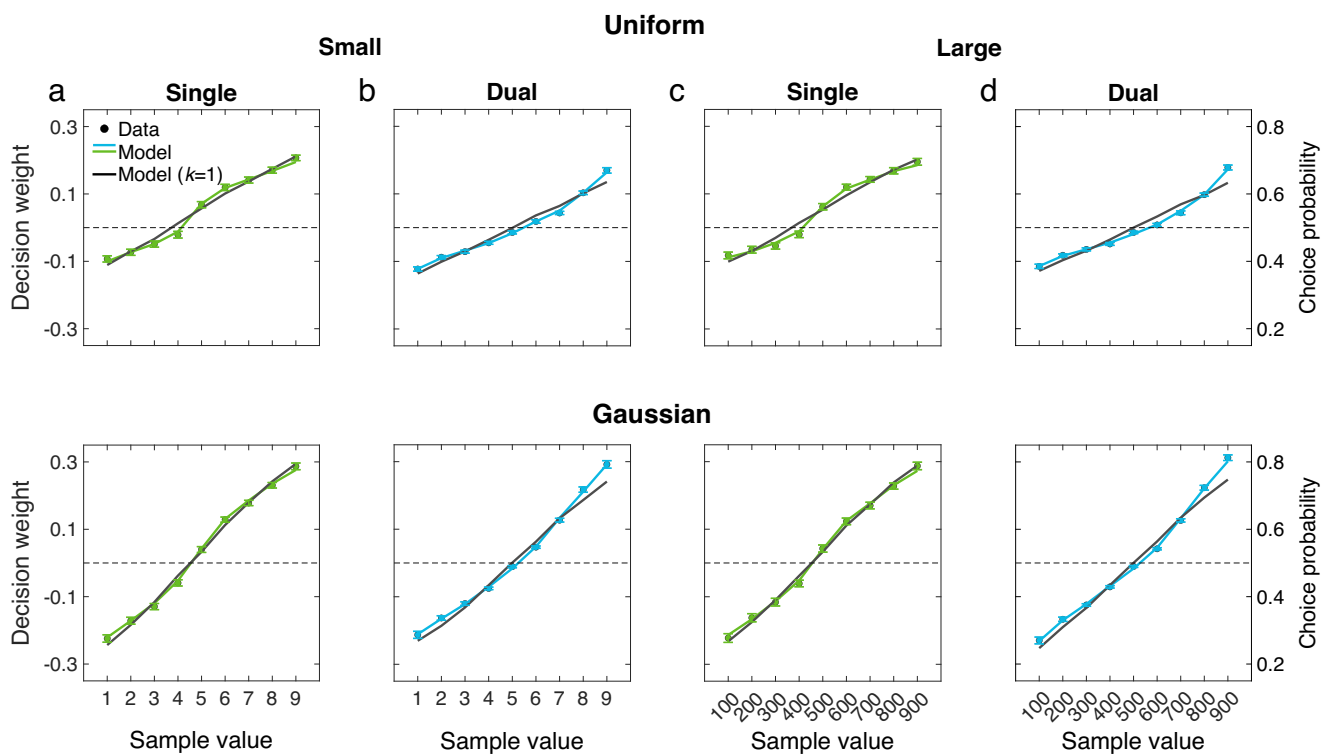 Uniform
Small
Large
a
Single
b
Dual
c
Single
d
Dual
Data
Model
Model (k=1)
Decision weight
0.3
0.1
-0.1
-0.3
Choice probability
0.8
0.6
0.4
0.2
Gaussian
Decision weight
0.3
0.1
-0.1
-0.3
Choice probability
0.8
0.6
0.4
0.2
1 2 3 4 5 6 7 8 9
1 2 3 4 5 6 7 8 9
100 200 300 400 500 600 700 800 900
100 200 300 400 500 600 700 800 900
Sample value
Sample value
Sample value
Sample value